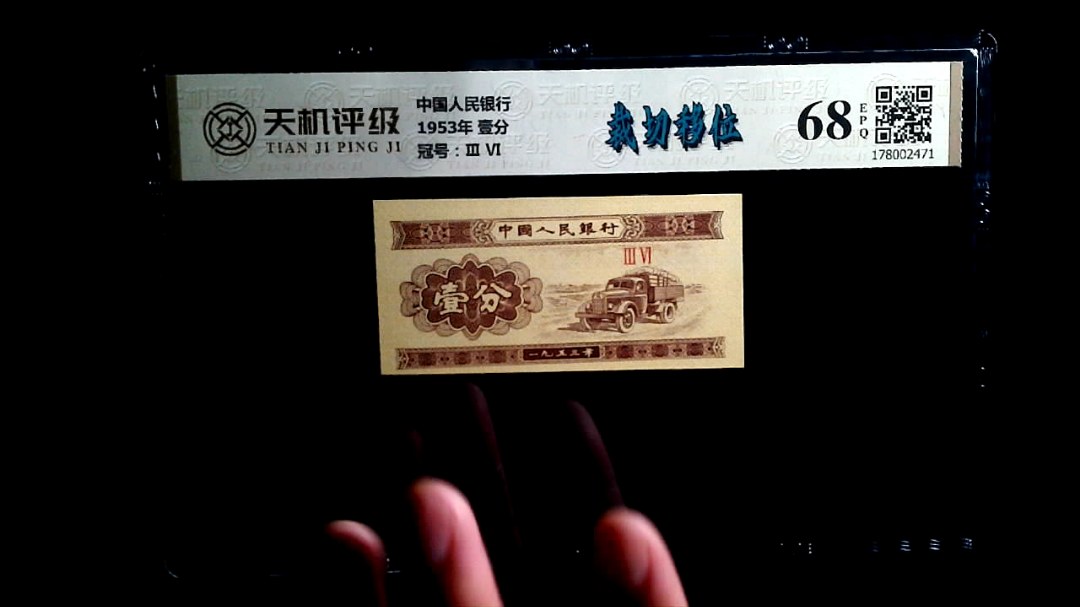 天机评级
TIAN JI PING JI
中国人民银行
1953年 壹分
冠号：Ⅲ Ⅵ
裁切移位
68
EPQ
178002471
中國人民銀行
Ⅲ Ⅵ
壹分
一九五三年